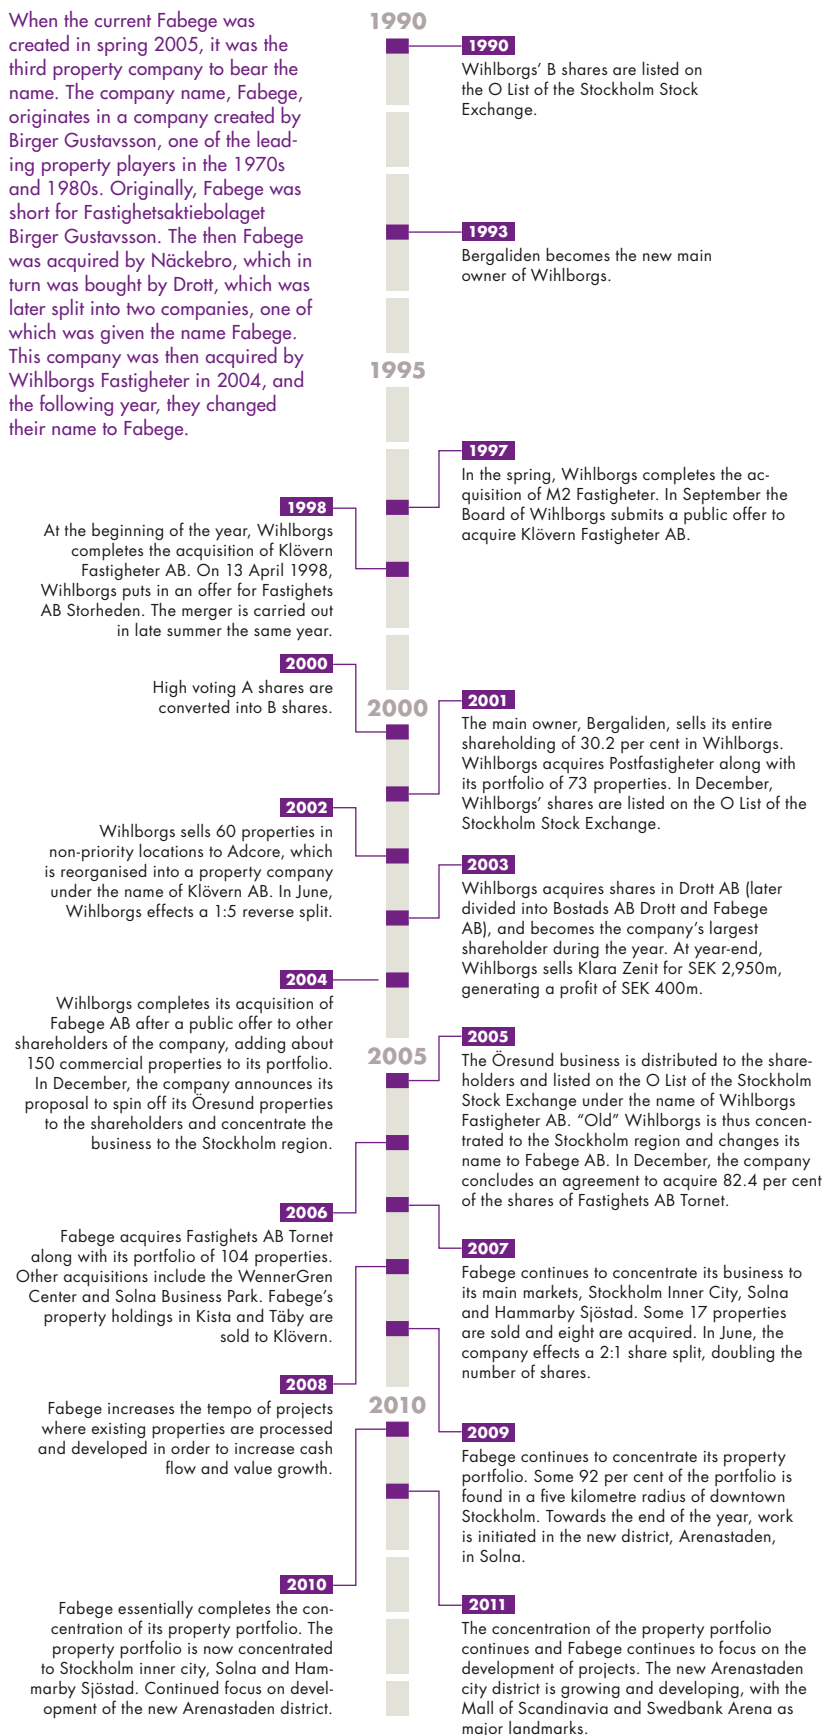 When the current Fabege was
created in spring 2005, it was the
third property company to bear the
name. The company name, Fabege,
originates in a company created by
Birger Gustavsson, one of the lead-
ing property players in the 1970s
and 1980s. Originally, Fabege was
short for Fastighetsaktiebolaget
Birger Gustavsson. The then Fabege
was acquired by Näckebro, which in
turn was bought by Drott, which was
later split into two companies, one of
which was given the name Fabege.
This company was then acquired by
Wihlborgs Fastigheter in 2004, and
the following year, they changed
their name to Fabege.
1990
1990
Wihlborgs’ B shares are listed on
the O List of the Stockholm Stock
Exchange.
1993
Bergaliden becomes the new main
owner of Wihlborgs.
1995
1997
In the spring, Wihlborgs completes the ac-
quisition of M2 Fastigheter. In September the
Board of Wihlborgs submits a public offer to
acquire Klövern Fastigheter AB.
1998
At the beginning of the year, Wihlborgs
completes the acquisition of Klövern
Fastigheter AB. On 13 April 1998,
Wihlborgs puts in an offer for Fastighets
AB Storheden. The merger is carried out
in late summer the same year.
2000
High voting A shares are
converted into B shares.
2000
2001
The main owner, Bergaliden, sells its entire
shareholding of 30.2 per cent in Wihlborgs.
Wihlborgs acquires Postfastigheter along with
its portfolio of 73 properties. In December,
Wihlborgs’ shares are listed on the O List of the
Stockholm Stock Exchange.
2002
Wihlborgs sells 60 properties in
non-priority locations to Adcore, which
is reorganised into a property company
under the name of Klövern AB. In June,
Wihlborgs effects a 1:5 reverse split.
2003
Wihlborgs acquires shares in Drott AB (later
divided into Bostads AB Drott and Fabege
AB), and becomes the company’s largest
shareholder during the year. At year-end,
Wihlborgs sells Klara Zenit for SEK 2,950m,
generating a profit of SEK 400m.
2004
Wihlborgs completes its acquisition of
Fabege AB after a public offer to other
shareholders of the company, adding about
150 commercial properties to its portfolio.
In December, the company announces its
proposal to spin off its Öresund properties
to the shareholders and concentrate the
business to the Stockholm region.
2005
2005
The Öresund business is distributed to the share-
holders and listed on the O List of the Stockholm
Stock Exchange under the name of Wihlborgs
Fastigheter AB. “Old” Wihlborgs is thus concen-
trated to the Stockholm region and changes its
name to Fabege AB. In December, the company
concludes an agreement to acquire 82.4 per cent
of the shares of Fastighets AB Tornet.
2006
Fabege acquires Fastighets AB Tornet
along with its portfolio of 104 properties.
Other acquisitions include the WennerGren
Center and Solna Business Park. Fabege’s
property holdings in Kista and Täby are
sold to Klövern.
2007
Fabege continues to concentrate its business to
its main markets, Stockholm Inner City, Solna
and Hammarby Sjöstad. Some 17 properties
are sold and eight are acquired. In June, the
company effects a 2:1 share split, doubling the
number of shares.
2008
Fabege increases the tempo of projects
where existing properties are processed
and developed in order to increase cash
flow and value growth.
2010
2009
Fabege continues to concentrate its property
portfolio. Some 92 per cent of the portfolio is
found in a five kilometre radius of downtown
Stockholm. Towards the end of the year, work
is initiated in the new district, Arenastaden,
in Solna.
2010
Fabege essentially completes the con-
centration of its property portfolio. The
property portfolio is now concentrated
to Stockholm inner city, Solna and Ham-
marby Sjöstad. Continued focus on devel-
opment of the new Arenastaden district.
2011
The concentration of the property portfolio
continues and Fabege continues to focus on the
development of projects. The new Arenastaden
city district is growing and developing, with the
Mall of Scandinavia and Swedbank Arena as
major landmarks.